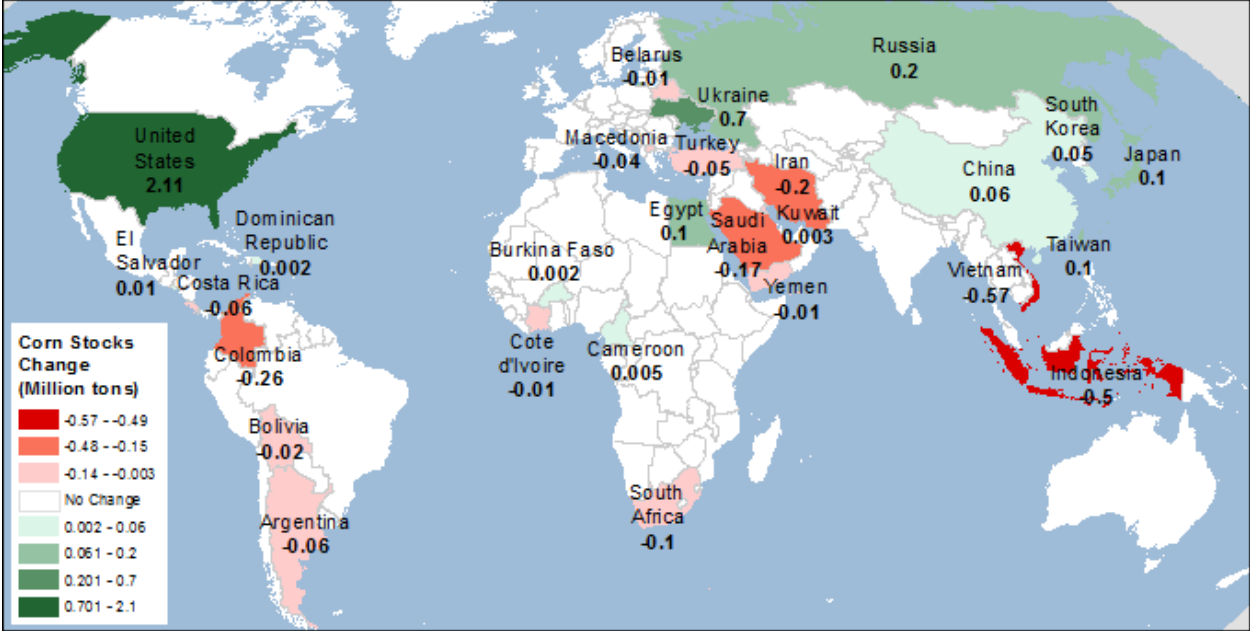 Belarus
-0.01
Russia
0.2
Ukraine
0.7
South
Korea
0.05
United
States
2.11
Macedonia
-0.04
Turkey
-0.05
Iran
-0.2
China
0.06
Japan
0.1
Dominican
Republic
0.002
Egypt
0.1
Saudi
Arabia
-0.17
Kuwait
0.003
El
Salvador
0.01
Burkina Faso
0.002
Taiwan
0.1
Costa Rica
-0.06
Vietnam
-0.57
Yemen
-0.01
Colombia
-0.26
Cote
d'Ivoire
-0.01
Cameroon
0.005
Indonesia
-0.5
Bolivia
-0.02
South
Africa
-0.1
Argentina
-0.06
Corn Stocks
Change
(Million tons)
-0.57 - -0.49
-0.48 - -0.15
-0.14 - -0.003
No Change
0.002 - 0.06
0.061 - 0.2
0.201 - 0.7
0.701 - 2.1